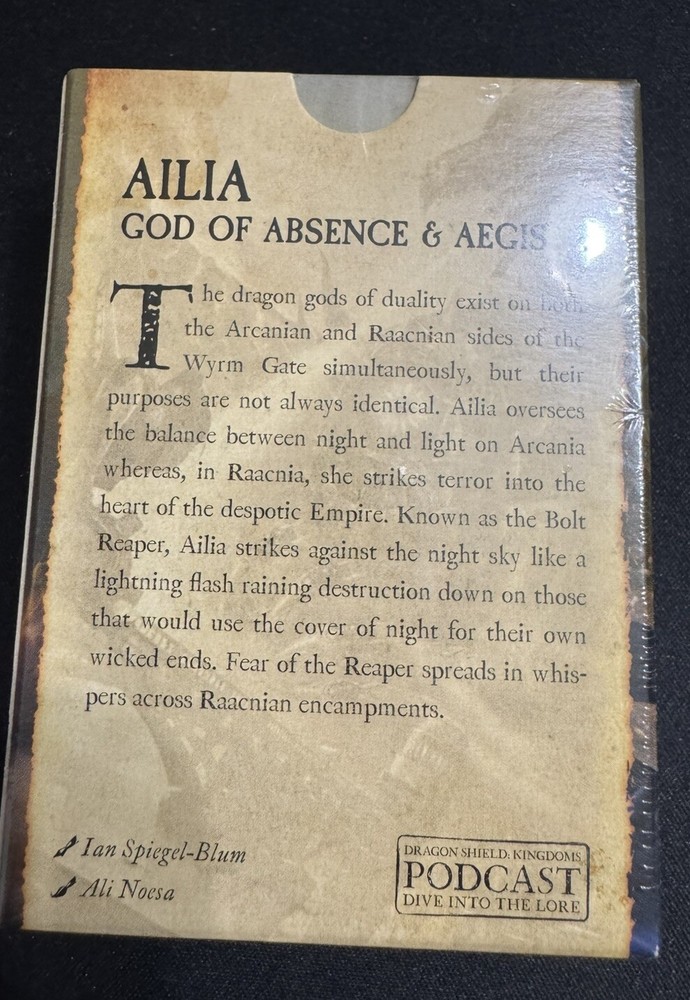 AILIA
GOD OF ABSENCE & AEGIS
The dragon gods of duality exist on both
the Arcanian and Raacnian sides of the
Wyrm Gate simultaneously, but their
purposes are not always identical. Ailia oversees
the balance between night and light on Arcania
whereas, in Raacnia, she strikes terror into the
heart of the despotic Empire. Known as the Bolt
Reaper, Ailia strikes against the night sky like a
lightning flash raining destruction down on those
that would use the cover of night for their own
wicked ends. Fear of the Reaper spreads in whis-
pers across Raacnian encampments.
Ian Spiegel-Blum
Ali Noesa
DRAGON SHIELD: KINGDOMS
PODCAST
DIVE INTO THE LORE